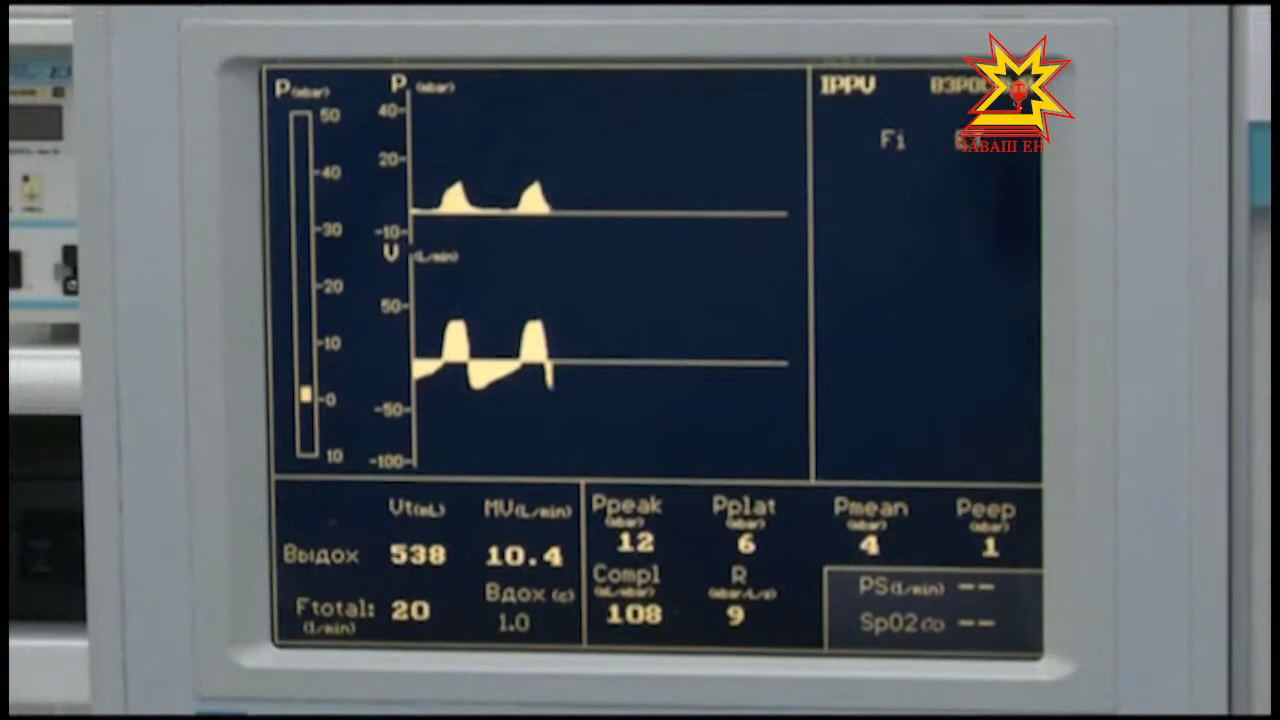 P(mbar)
50
40
30
20
10
0
10
P (mbar)
40
20
-10
V (L/min)
50
-50
-100
IPPV
ЧАВАШ ЕН
Vt(mL) MV(L/min)
Выдох 538 10.4
Ftotal: 20
(1/min)
Вдох (с)
1.0
Ppeak Pplat Pmean Peep
(mbar) (mbar) (mbar) (mbar)
12 6 4 1
Compl R
(mL/mbar) (mbar/L/s)
108 9
PS(1/min) --
SpO2(%) --